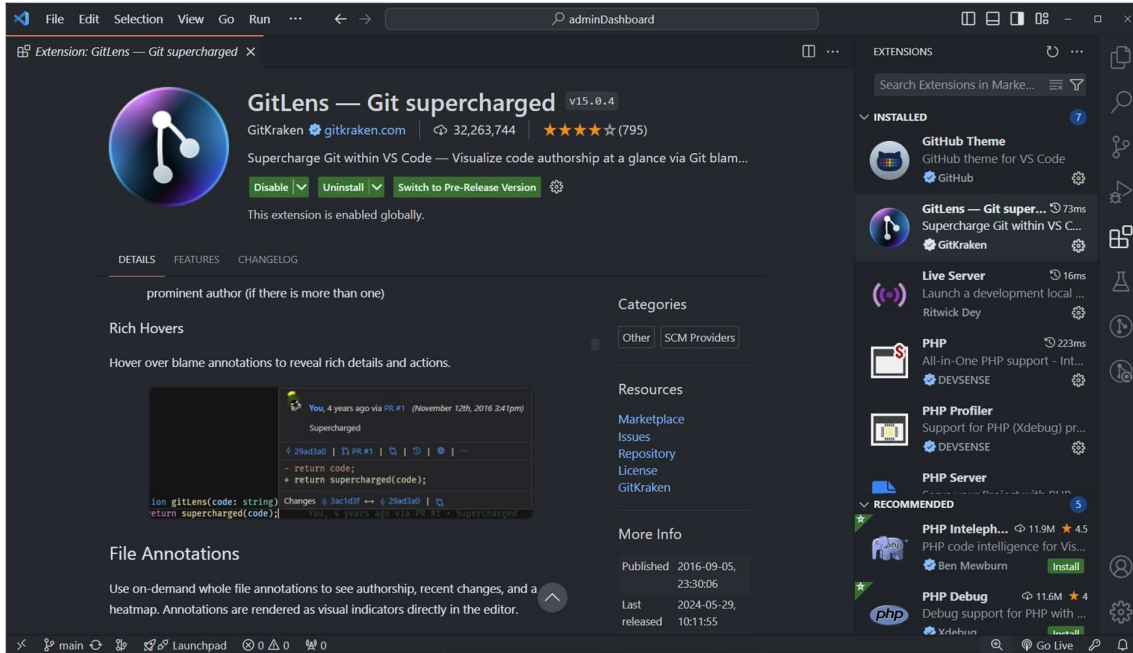 File Edit Selection View Go Run ··· adminDashboard
Extension: GitLens — Git supercharged
GitLens — Git supercharged v15.0.4
GitKraken gitkraken.com 32,263,744 (795)
Supercharge Git within VS Code — Visualize code authorship at a glance via Git blam...
Disable Uninstall Switch to Pre-Release Version
This extension is enabled globally.
DETAILS FEATURES CHANGELOG
prominent author (if there is more than one)
Rich Hovers
Hover over blame annotations to reveal rich details and actions.
You, 4 years ago via PR #1 (November 12th, 2016 3:41pm)
Supercharged
29ad3a0 | PR #1
- return code;
+ return supercharged(code);
Changes 3ac1d3f ↔ 29ad3a0
ion gitLens(code: string)
eturn supercharged(code); You, 4 years ago via PR #1 • Supercharged
File Annotations
Use on-demand whole file annotations to see authorship, recent changes, and a
heatmap. Annotations are rendered as visual indicators directly in the editor.
Categories
Other SCM Providers
Resources
Marketplace
Issues
Repository
License
GitKraken
More Info
Published 2016-09-05,
23:30:06
Last 2024-05-29,
released 10:11:55
EXTENSIONS
Search Extensions in Marke...
INSTALLED 7
GitHub Theme
GitHub theme for VS Code
GitHub
GitLens — Git super... 73ms
Supercharge Git within VS C...
GitKraken
Live Server 16ms
Launch a development local ...
Ritwick Dey
PHP 223ms
All-in-One PHP support - Int...
DEVSENSE
PHP Profiler
Support for PHP (Xdebug) pr...
DEVSENSE
PHP Server
RECOMMENDED 5
PHP Inteleph... 11.9M 4.5
PHP code intelligence for Vis...
Ben Mewburn Install
PHP Debug 11.6M 4
Debug support for PHP with ...
Xdebug Install
main Launchpad 0 0 0 Go Live